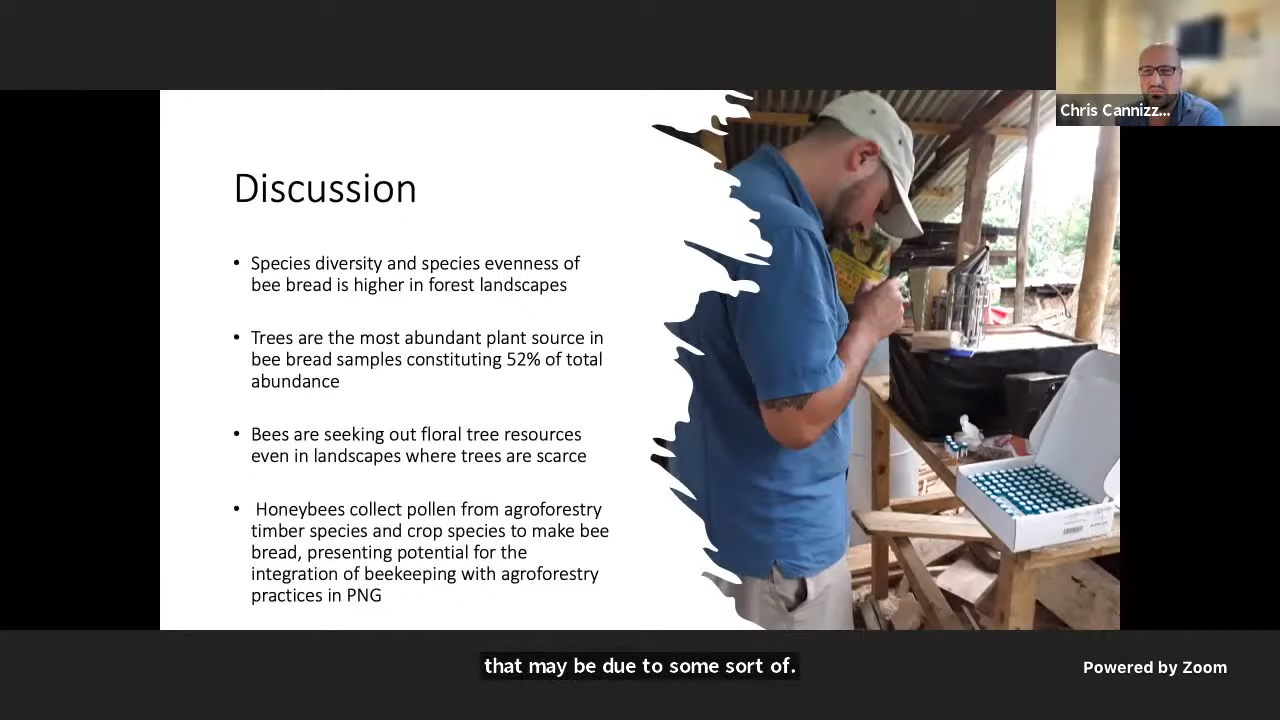 Chris Cannizz...
Discussion
• Species diversity and species evenness of
bee bread is higher in forest landscapes
• Trees are the most abundant plant source in
bee bread samples constituting 52% of total
abundance
• Bees are seeking out floral tree resources
even in landscapes where trees are scarce
• Honeybees collect pollen from agroforestry
timber species and crop species to make bee
bread, presenting potential for the
integration of beekeeping with agroforestry
practices in PNG
that may be due to some sort of.
Powered by Zoom